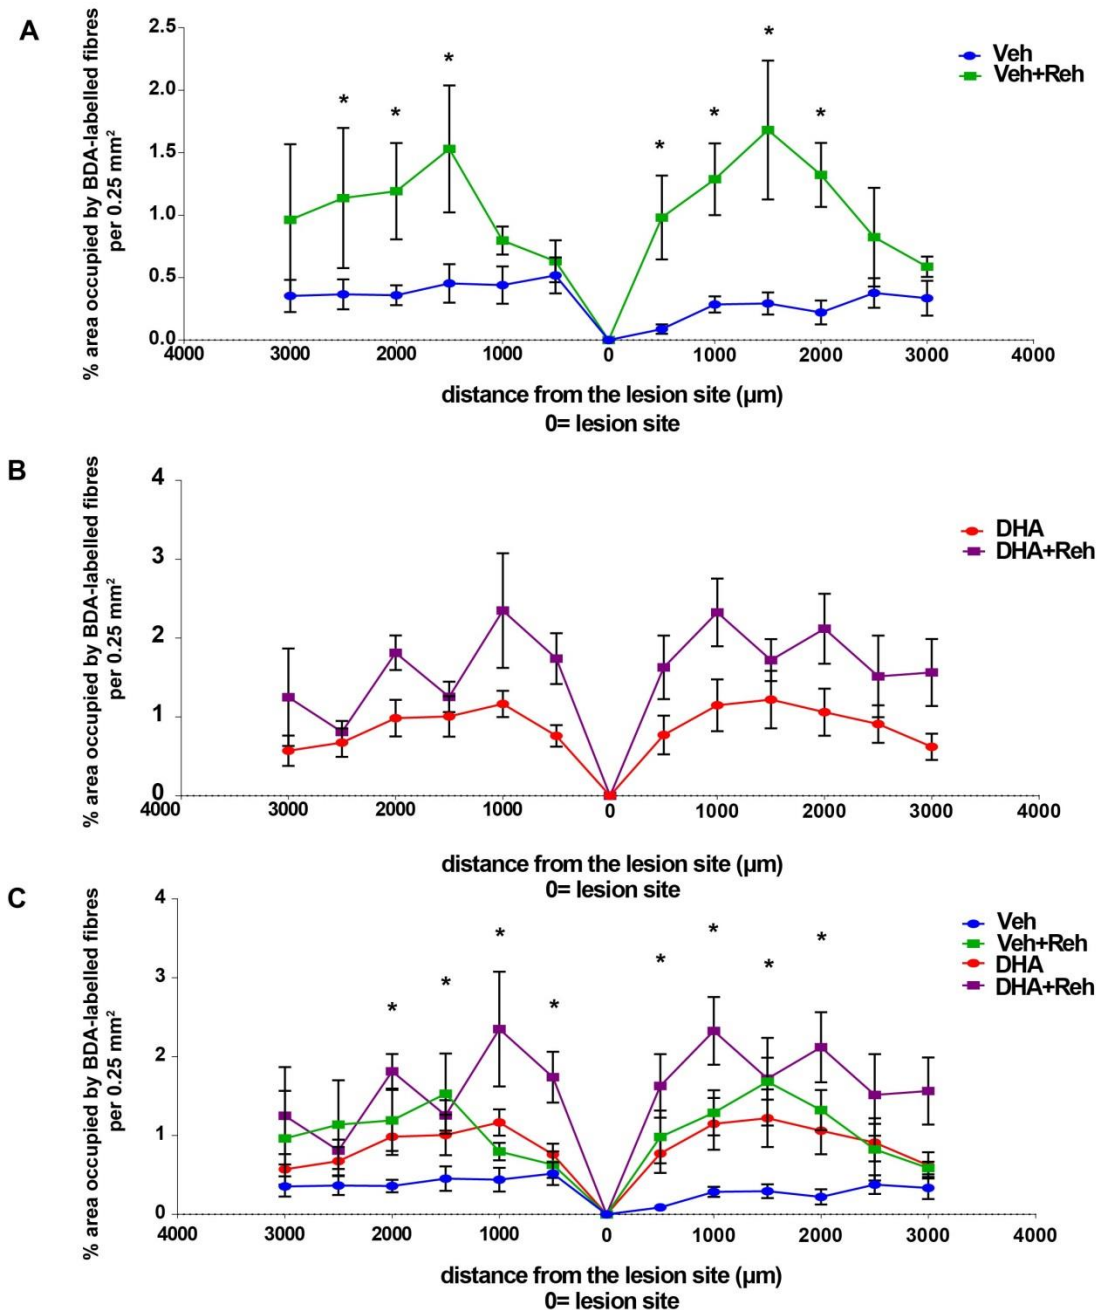 A
% area occupied by BDA-labelled fibres
per 0.25 mm²
2.5
2.0
1.5
1.0
0.5
0.0
* * * * * * *
Veh
Veh+Reh
4000 3000 2000 1000 0 1000 2000 3000 4000
distance from the lesion site (µm)
0= lesion site
B
% area occupied by BDA-labelled fibres
per 0.25 mm²
4
3
2
1
0
DHA
DHA+Reh
4000 3000 2000 1000 0 1000 2000 3000 4000
distance from the lesion site (µm)
0= lesion site
C
% area occupied by BDA-labelled fibres
per 0.25 mm²
4
3
2
1
0
* * * * * * * *
Veh
Veh+Reh
DHA
DHA+Reh
4000 3000 2000 1000 0 1000 2000 3000 4000
distance from the lesion site (µm)
0= lesion site